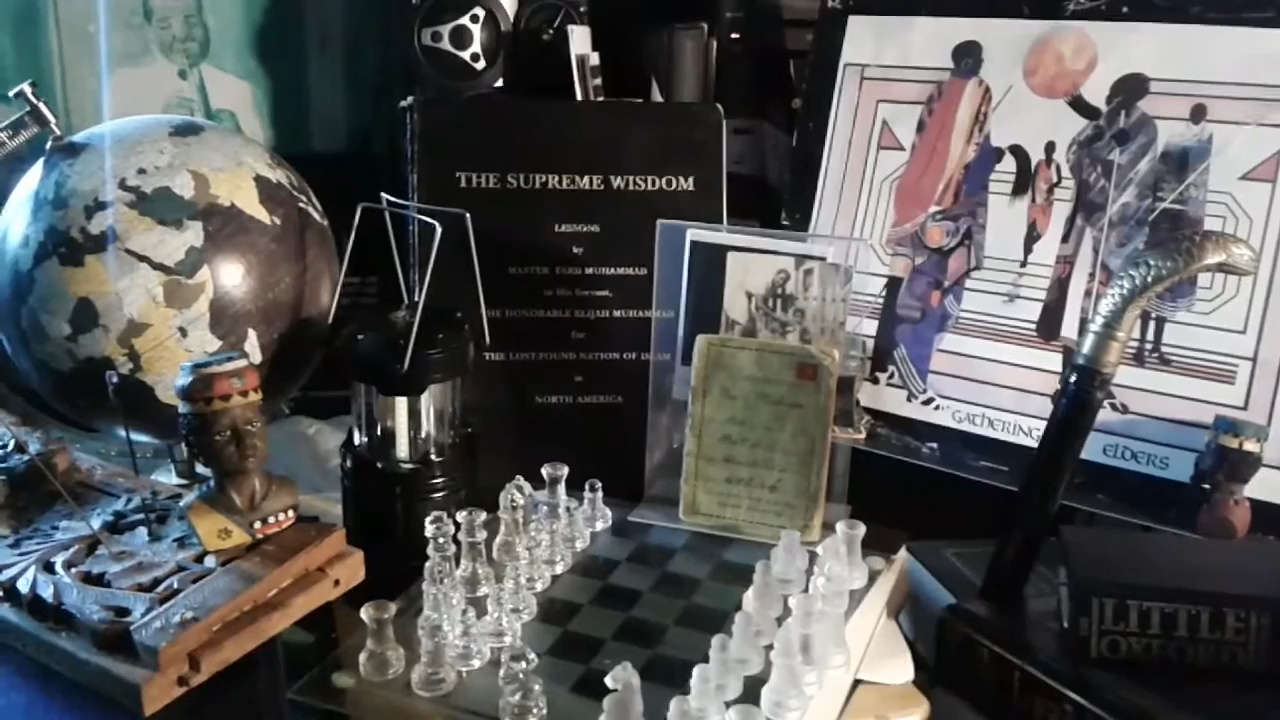 THE SUPREME WISDOM
LESSONS
by
MASTER FARD MUHAMMAD
to His Servant,
THE HONORABLE ELIJAH MUHAMMAD
for
THE LOST-FOUND NATION OF ISLAM
in
NORTH AMERICA
GATHERING
ELDERS
LITTLE
OXFORD